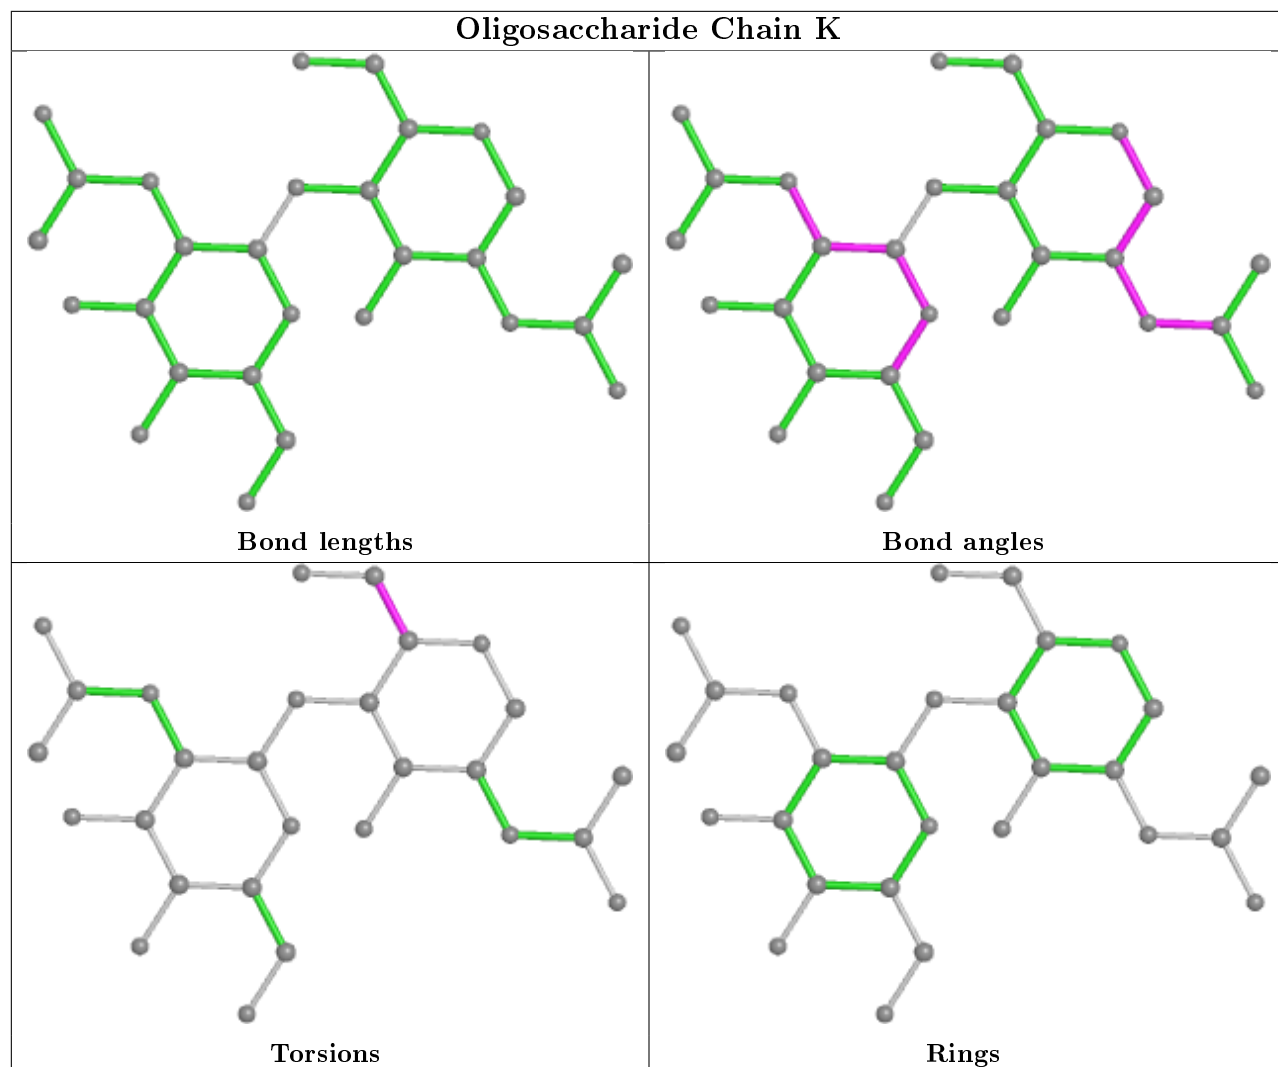 Oligosaccharide Chain K
Bond lengths
Bond angles
Torsions
Rings